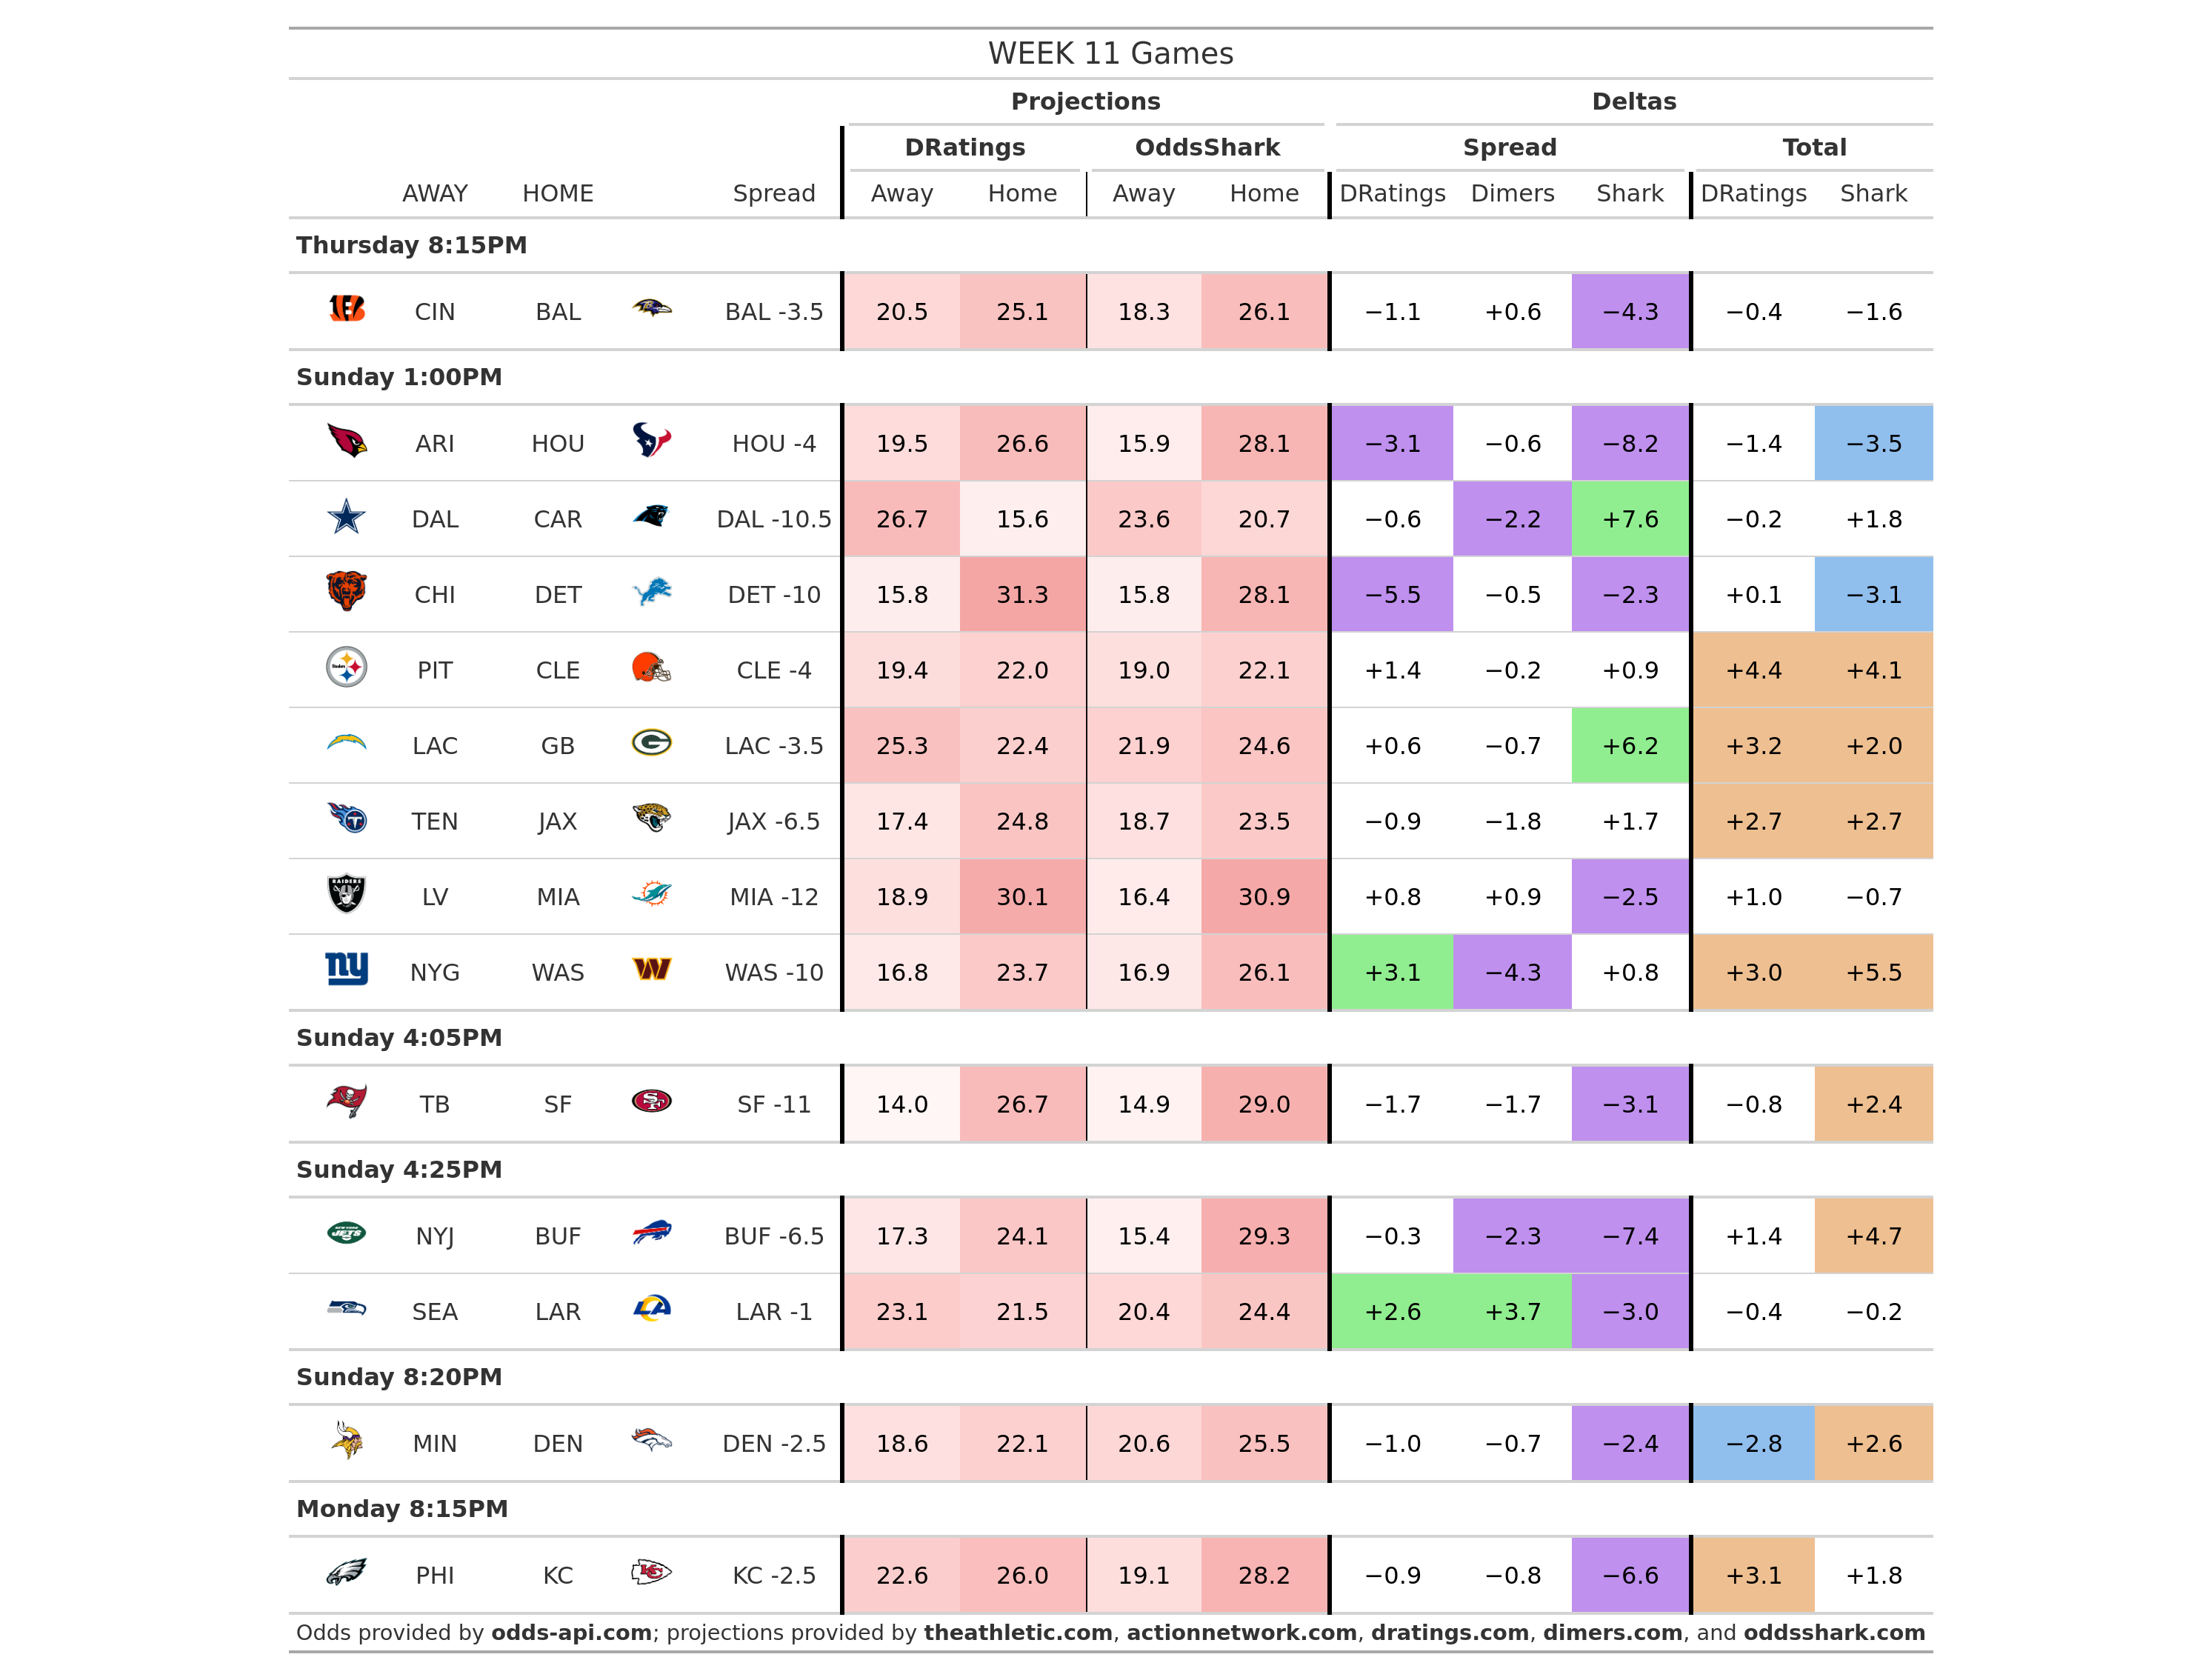 WEEK 11 Games
Projections Deltas
DRatings OddsShark Spread Total
AWAY HOME Spread Away Home Away Home DRatings Dimers Shark DRatings Shark
Thursday 8:15PM
CIN BAL BAL -3.5 20.5 25.1 18.3 26.1 −1.1 +0.6 −4.3 −0.4 −1.6
Sunday 1:00PM
ARI HOU HOU -4 19.5 26.6 15.9 28.1 −3.1 −0.6 −8.2 −1.4 −3.5
DAL CAR DAL -10.5 26.7 15.6 23.6 20.7 −0.6 −2.2 +7.6 −0.2 +1.8
CHI DET DET -10 15.8 31.3 15.8 28.1 −5.5 −0.5 −2.3 +0.1 −3.1
PIT CLE CLE -4 19.4 22.0 19.0 22.1 +1.4 −0.2 +0.9 +4.4 +4.1
LAC GB LAC -3.5 25.3 22.4 21.9 24.6 +0.6 −0.7 +6.2 +3.2 +2.0
TEN JAX JAX -6.5 17.4 24.8 18.7 23.5 −0.9 −1.8 +1.7 +2.7 +2.7
RAIDERS LV MIA MIA -12 18.9 30.1 16.4 30.9 +0.8 +0.9 −2.5 +1.0 −0.7
ny NYG WAS W WAS -10 16.8 23.7 16.9 26.1 +3.1 −4.3 +0.8 +3.0 +5.5
Sunday 4:05PM
TB SF SF SF -11 14.0 26.7 14.9 29.0 −1.7 −1.7 −3.1 −0.8 +2.4
Sunday 4:25PM
JETS NYJ BUF BUF -6.5 17.3 24.1 15.4 29.3 −0.3 −2.3 −7.4 +1.4 +4.7
SEA LAR LA LAR -1 23.1 21.5 20.4 24.4 +2.6 +3.7 −3.0 −0.4 −0.2
Sunday 8:20PM
MIN DEN DEN -2.5 18.6 22.1 20.6 25.5 −1.0 −0.7 −2.4 −2.8 +2.6
Monday 8:15PM
PHI KC KC KC -2.5 22.6 26.0 19.1 28.2 −0.9 −0.8 −6.6 +3.1 +1.8
Odds provided by odds-api.com; projections provided by theathletic.com, actionnetwork.com, dratings.com, dimers.com, and oddsshark.com